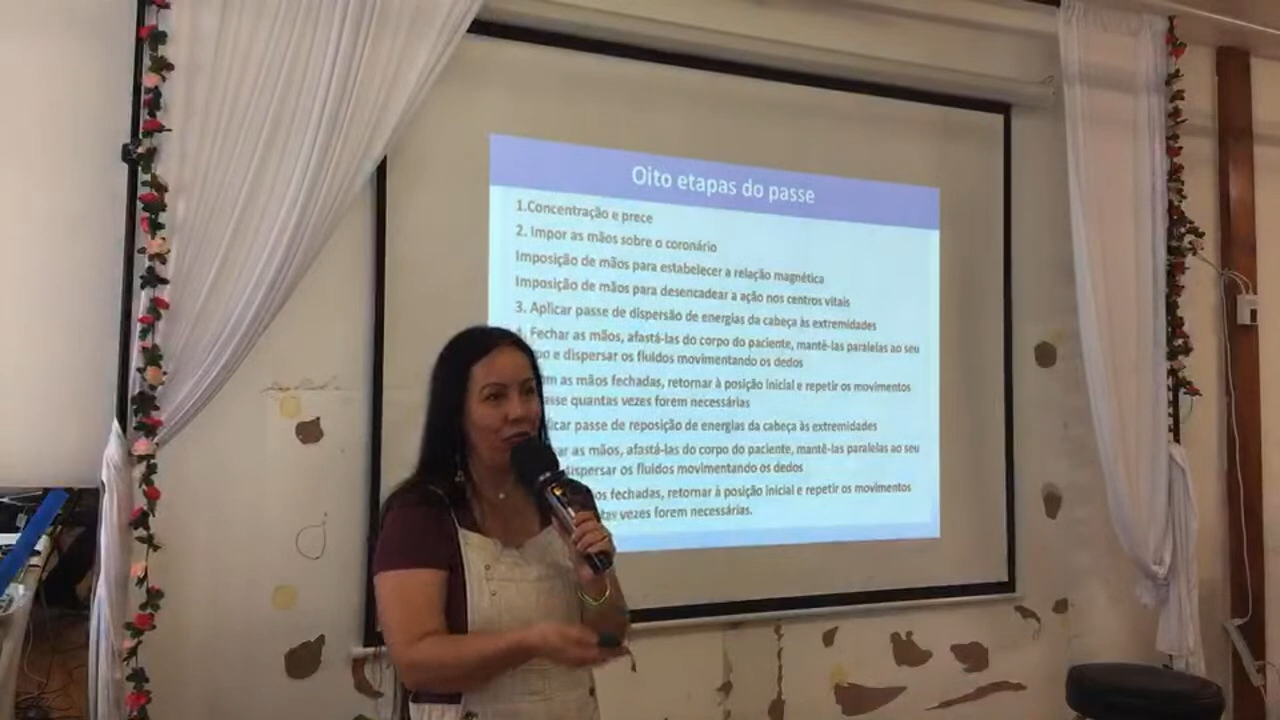 Oito etapas do passe
1.Concentração e prece
2. Impor as mãos sobre o coronário
Imposição de mãos para estabelecer a relação magnética
Imposição de mãos para desencadear a ação nos centros vitais
3. Aplicar passe de dispersão de energias da cabeça às extremidades
Fechar as mãos, afastá-las do corpo do paciente, mantê-las paralelas ao seu
e dispersar os fluidos movimentando os dedos
as mãos fechadas, retornar à posição inicial e repetir os movimentos
quantas vezes forem necessárias
passe de reposição de energias da cabeça às extremidades
as mãos, afastá-las do corpo do paciente, mantê-las paralelas ao seu
dispersar os fluidos movimentando os dedos
fechadas, retornar à posição inicial e repetir os movimentos
vezes forem necessárias.